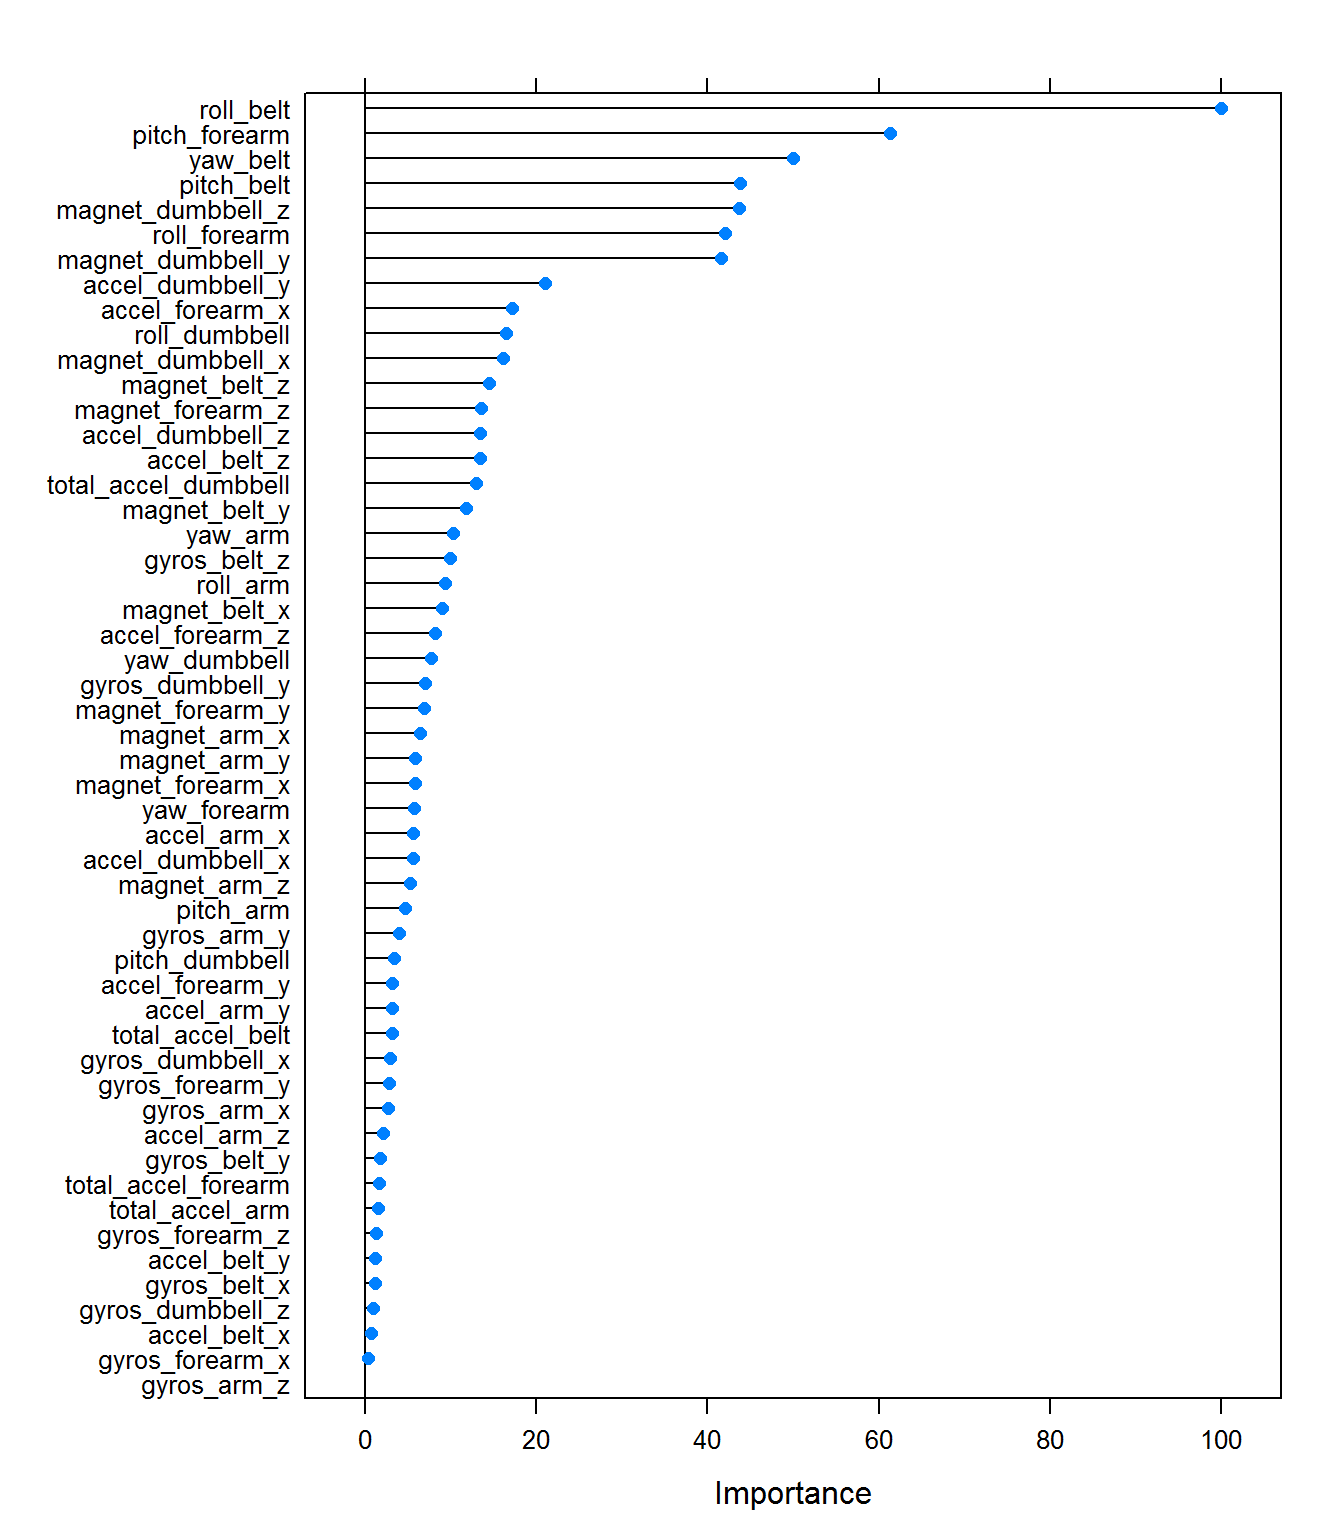 roll_belt
pitch_forearm
yaw_belt
pitch_belt
magnet_dumbbell_z
roll_forearm
magnet_dumbbell_y
accel_dumbbell_y
accel_forearm_x
roll_dumbbell
magnet_dumbbell_x
magnet_belt_z
magnet_forearm_z
accel_dumbbell_z
accel_belt_z
total_accel_dumbbell
magnet_belt_y
yaw_arm
gyros_belt_z
roll_arm
magnet_belt_x
accel_forearm_z
yaw_dumbbell
gyros_dumbbell_y
magnet_forearm_y
magnet_arm_x
magnet_arm_y
magnet_forearm_x
yaw_forearm
accel_arm_x
accel_dumbbell_x
magnet_arm_z
pitch_arm
gyros_arm_y
pitch_dumbbell
accel_forearm_y
accel_arm_y
total_accel_belt
gyros_dumbbell_x
gyros_forearm_y
gyros_arm_x
accel_arm_z
gyros_belt_y
total_accel_forearm
total_accel_arm
gyros_forearm_z
accel_belt_y
gyros_belt_x
gyros_dumbbell_z
accel_belt_x
gyros_forearm_x
gyros_arm_z
0 20 40 60 80 100
Importance